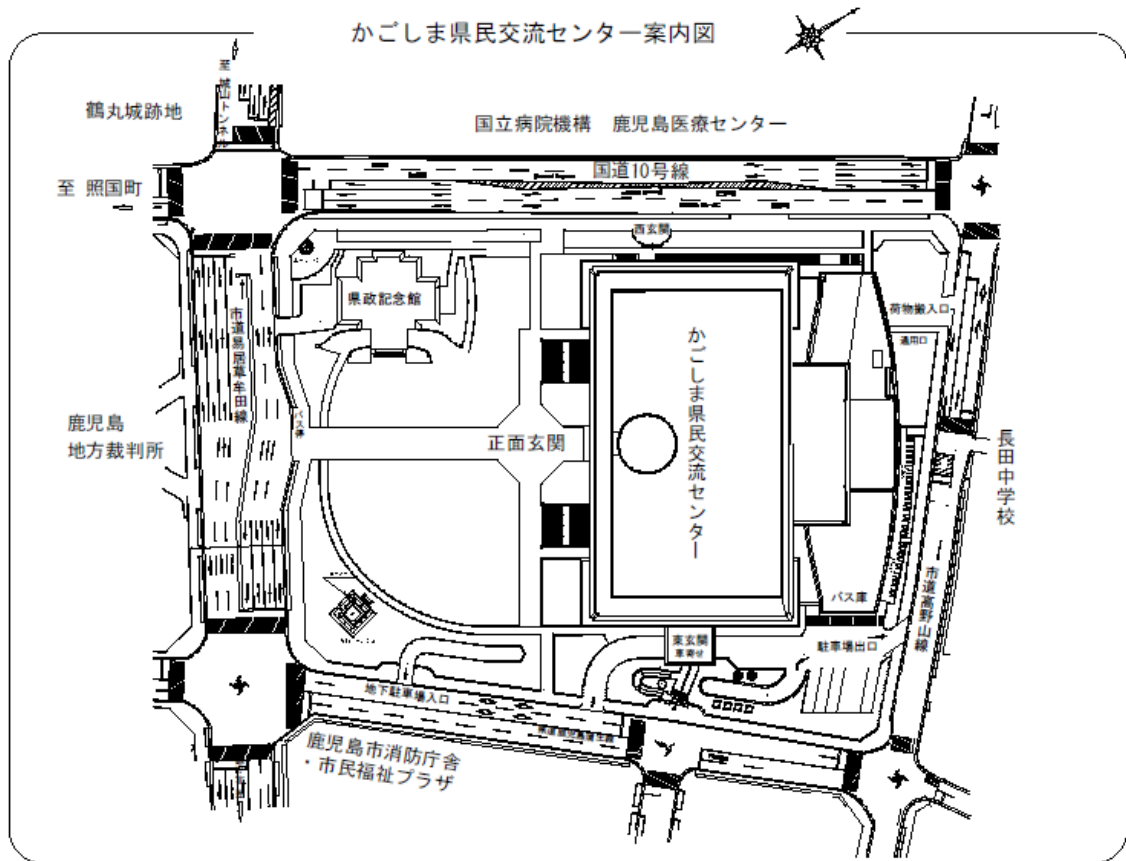 かごしま県民交流センター案内図
至 城山トンネル
鶴丸城跡地
国立病院機構 鹿児島医療センター
国道10号線
至 照国町
西玄関
県政記念館
荷物搬入口
通用口
市道易居草牟田線
かごしま県民交流センター
バス停
正面玄関
鹿児島
地方裁判所
長田中学校
市道高野山線
バス庫
東玄関
車寄せ
駐車場出口
地下駐車場入口
鹿児島市消防庁舎
・市民福祉プラザ